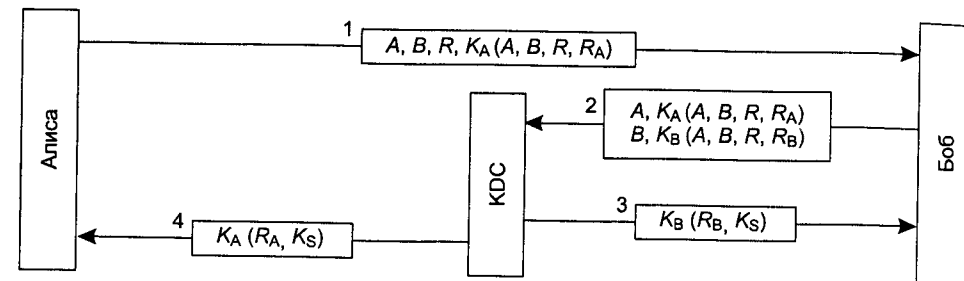 1
A, B, R, K_A (A, B, R, R_A)
Алиса
KDC
Боб
2
A, K_A (A, B, R, R_A)
B, K_B (A, B, R, R_B)
3
K_B (R_B, K_S)
4
K_A (R_A, K_S)